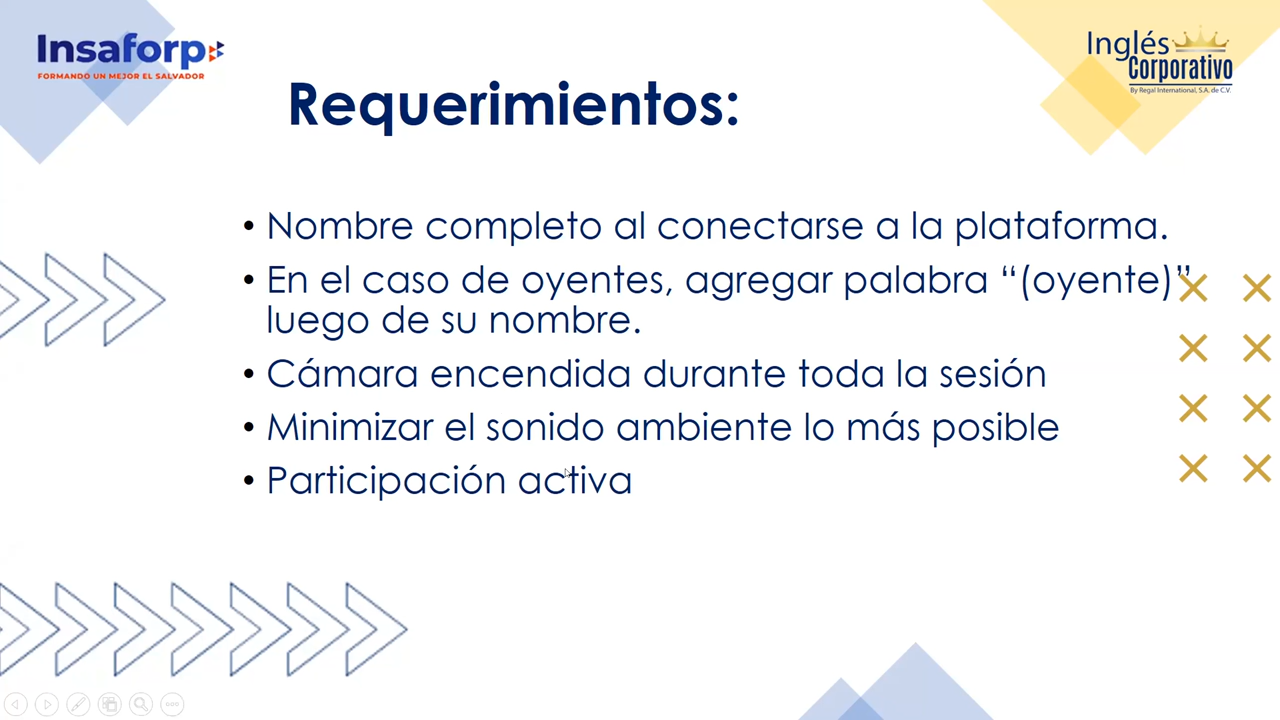 Insaforp
FORMANDO UN MEJOR EL SALVADOR
Inglés
Corporativo
By Regal International, S.A. de C.V.
Requerimientos:
• Nombre completo al conectarse a la plataforma.
• En el caso de oyentes, agregar palabra “(oyente)”
luego de su nombre.
• Cámara encendida durante toda la sesión
• Minimizar el sonido ambiente lo más posible
• Participación activa